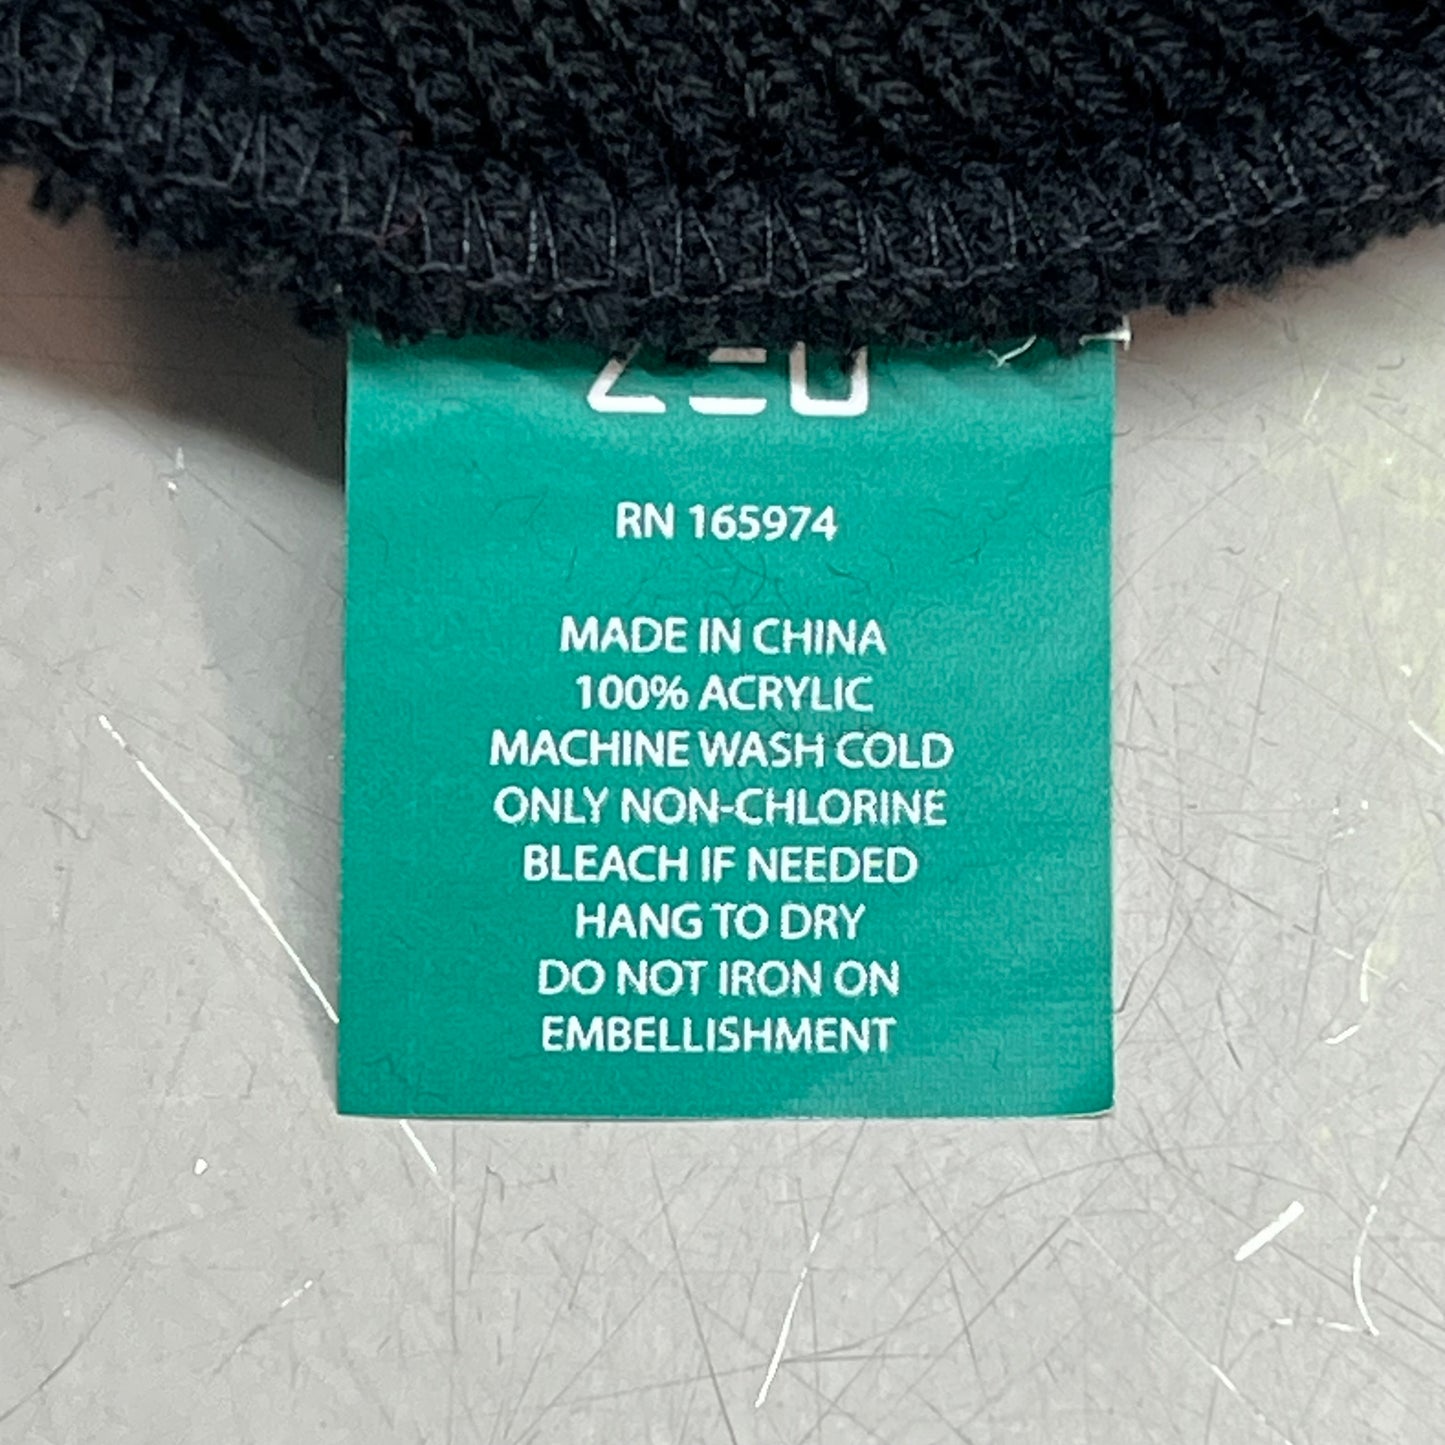 RN 165974
MADE IN CHINA
100% ACRYLIC
MACHINE WASH COLD
ONLY NON-CHLORINE
BLEACH IF NEEDED
HANG TO DRY
DO NOT IRON ON
EMBELLISHMENT